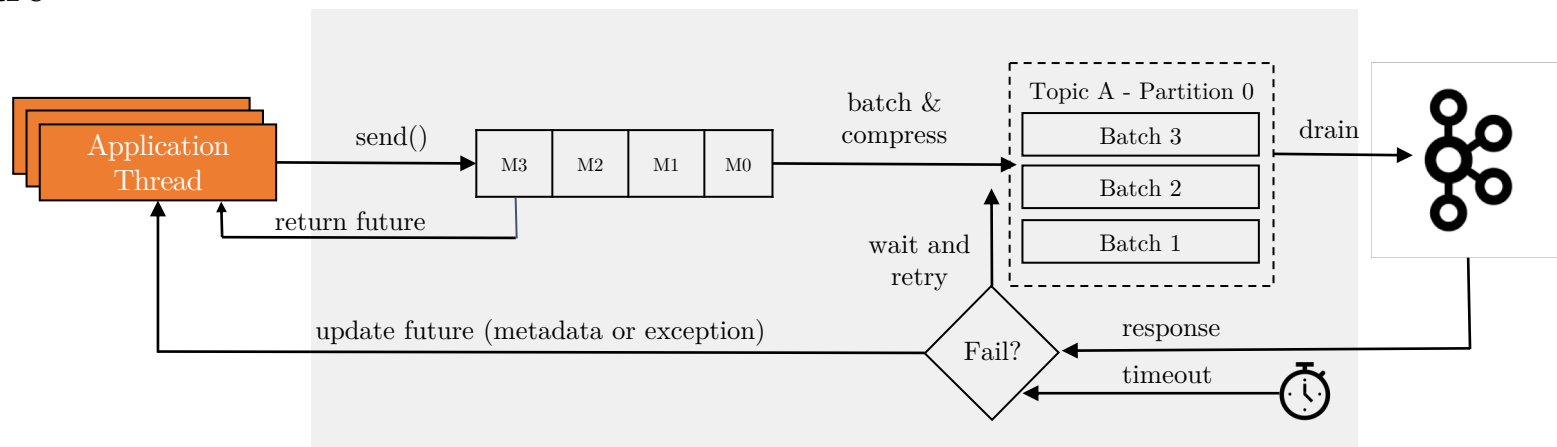 Application
Thread
send()
return future
M3
M2
M1
M0
batch &
compress
Topic A - Partition 0
Batch 3
Batch 2
Batch 1
drain
wait and
retry
Fail?
response
timeout
update future (metadata or exception)